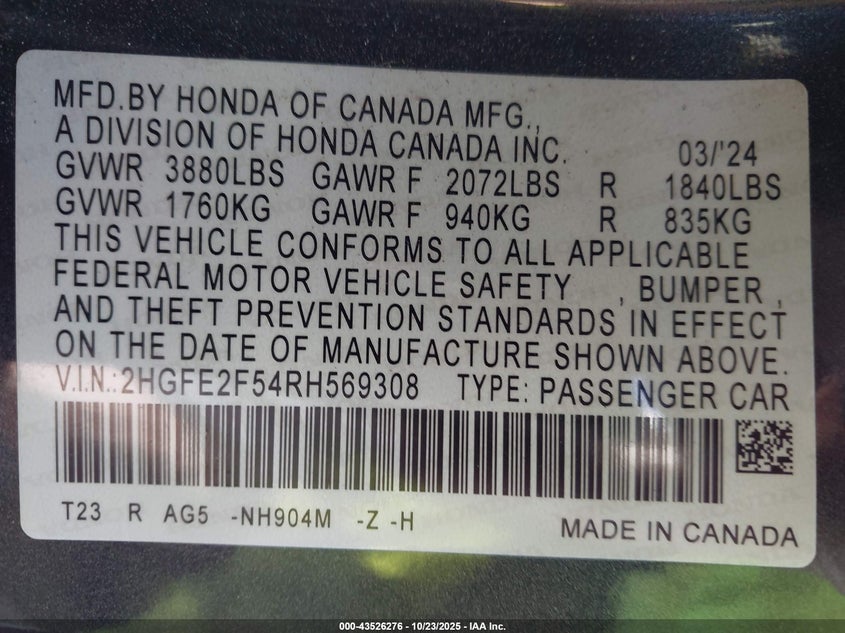 MFD.BY HONDA OF CANADA MFG.,
A DIVISION OF HONDA CANADA INC. 03/'24
GVWR 3880LBS GAWR F 2072LBS R 1840LBS
GVWR 1760KG GAWR F 940KG R 835KG
THIS VEHICLE CONFORMS TO ALL APPLICABLE
FEDERAL MOTOR VEHICLE SAFETY , BUMPER ,
AND THEFT PREVENTION STANDARDS IN EFFECT
ON THE DATE OF MANUFACTURE SHOWN ABOVE.
V.I.N.:2HGFE2F54RH569308 TYPE: PASSENGER CAR
T23 R AG5 -NH904M -Z -H MADE IN CANADA
000-43526276 - 10/23/2025 - IAA Inc.